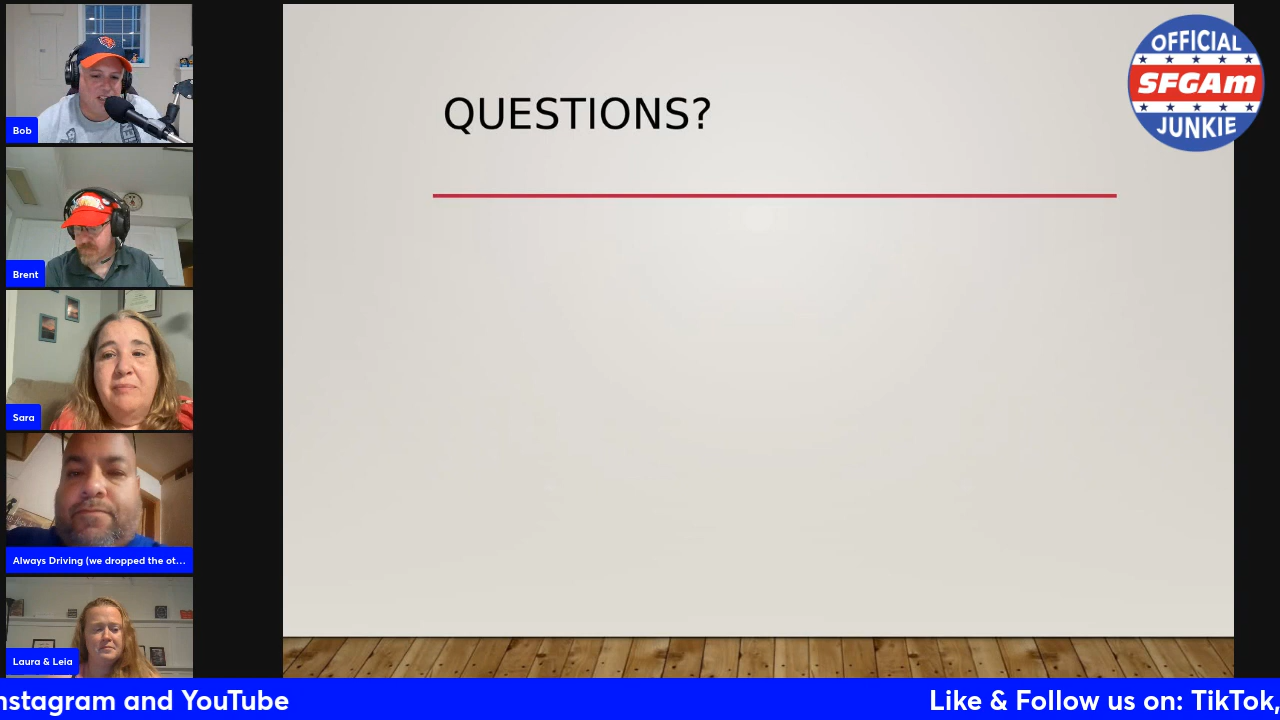 Bob
Brent
Sara
Always Driving (we dropped the ot...
Laura & Leia
QUESTIONS?
OFFICIAL
SFGAm
JUNKIE
nstagram and YouTube
Like & Follow us on: TikTok,